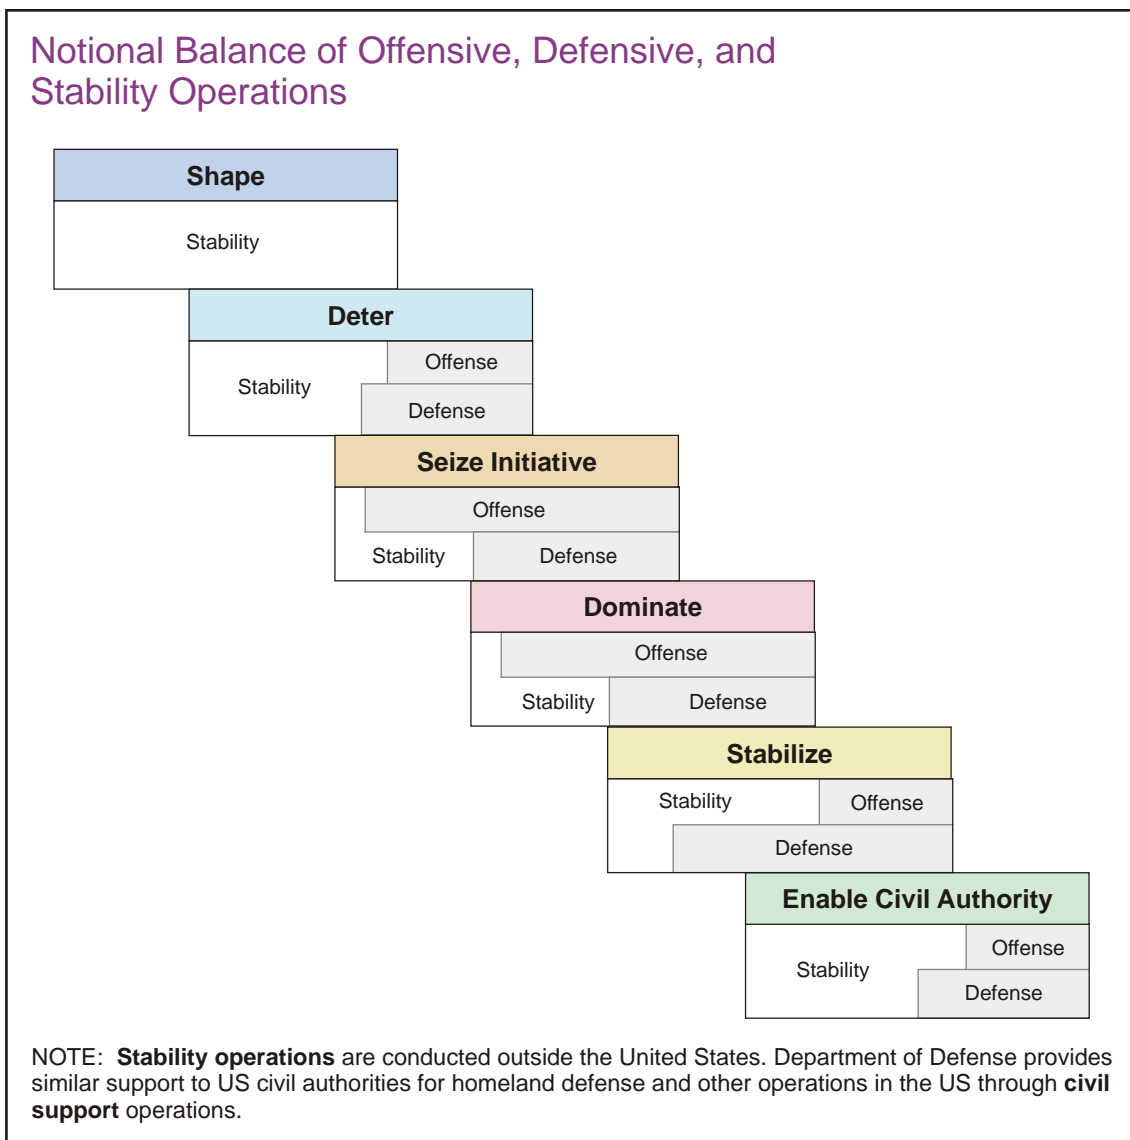 Notional Balance of Offensive, Defensive, and
Stability Operations
Shape
Stability
Deter
Offense
Stability
Defense
Seize Initiative
Offense
Stability
Defense
Dominate
Offense
Stability
Defense
Stabilize
Stability
Offense
Defense
Enable Civil Authority
Offense
Stability
Defense
NOTE: Stability operations are conducted outside the United States. Department of Defense provides
similar support to US civil authorities for homeland defense and other operations in the US through civil
support operations.